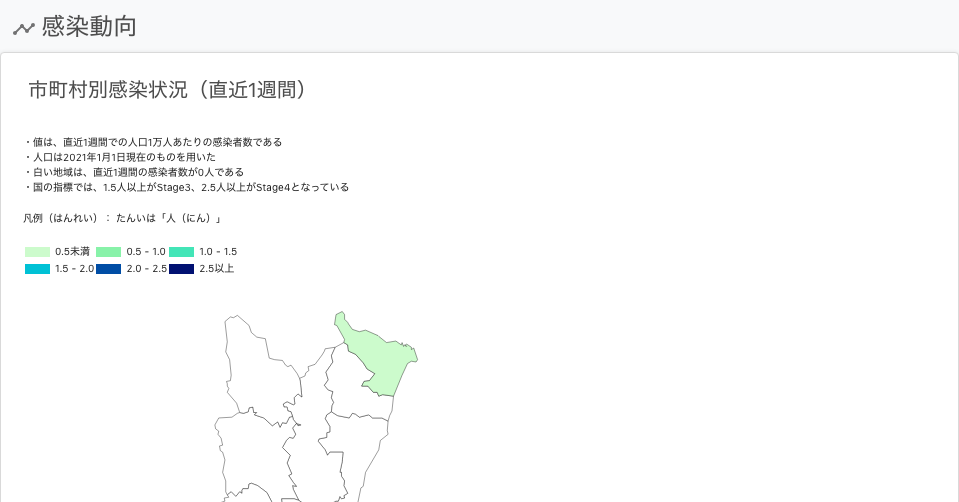 感染動向
市町村別感染状況（直近1週間）
・値は、直近1週間での人口1万人あたりの感染者数である
・人口は2021年1月1日現在のものを用いた
・白い地域は、直近1週間の感染者数が0人である
・国の指標では、1.5人以上がStage3、2.5人以上がStage4となっている
凡例（はんれい）： たんいは「人（にん）」
0.5未満 0.5 - 1.0 1.0 - 1.5
1.5 - 2.0 2.0 - 2.5 2.5以上